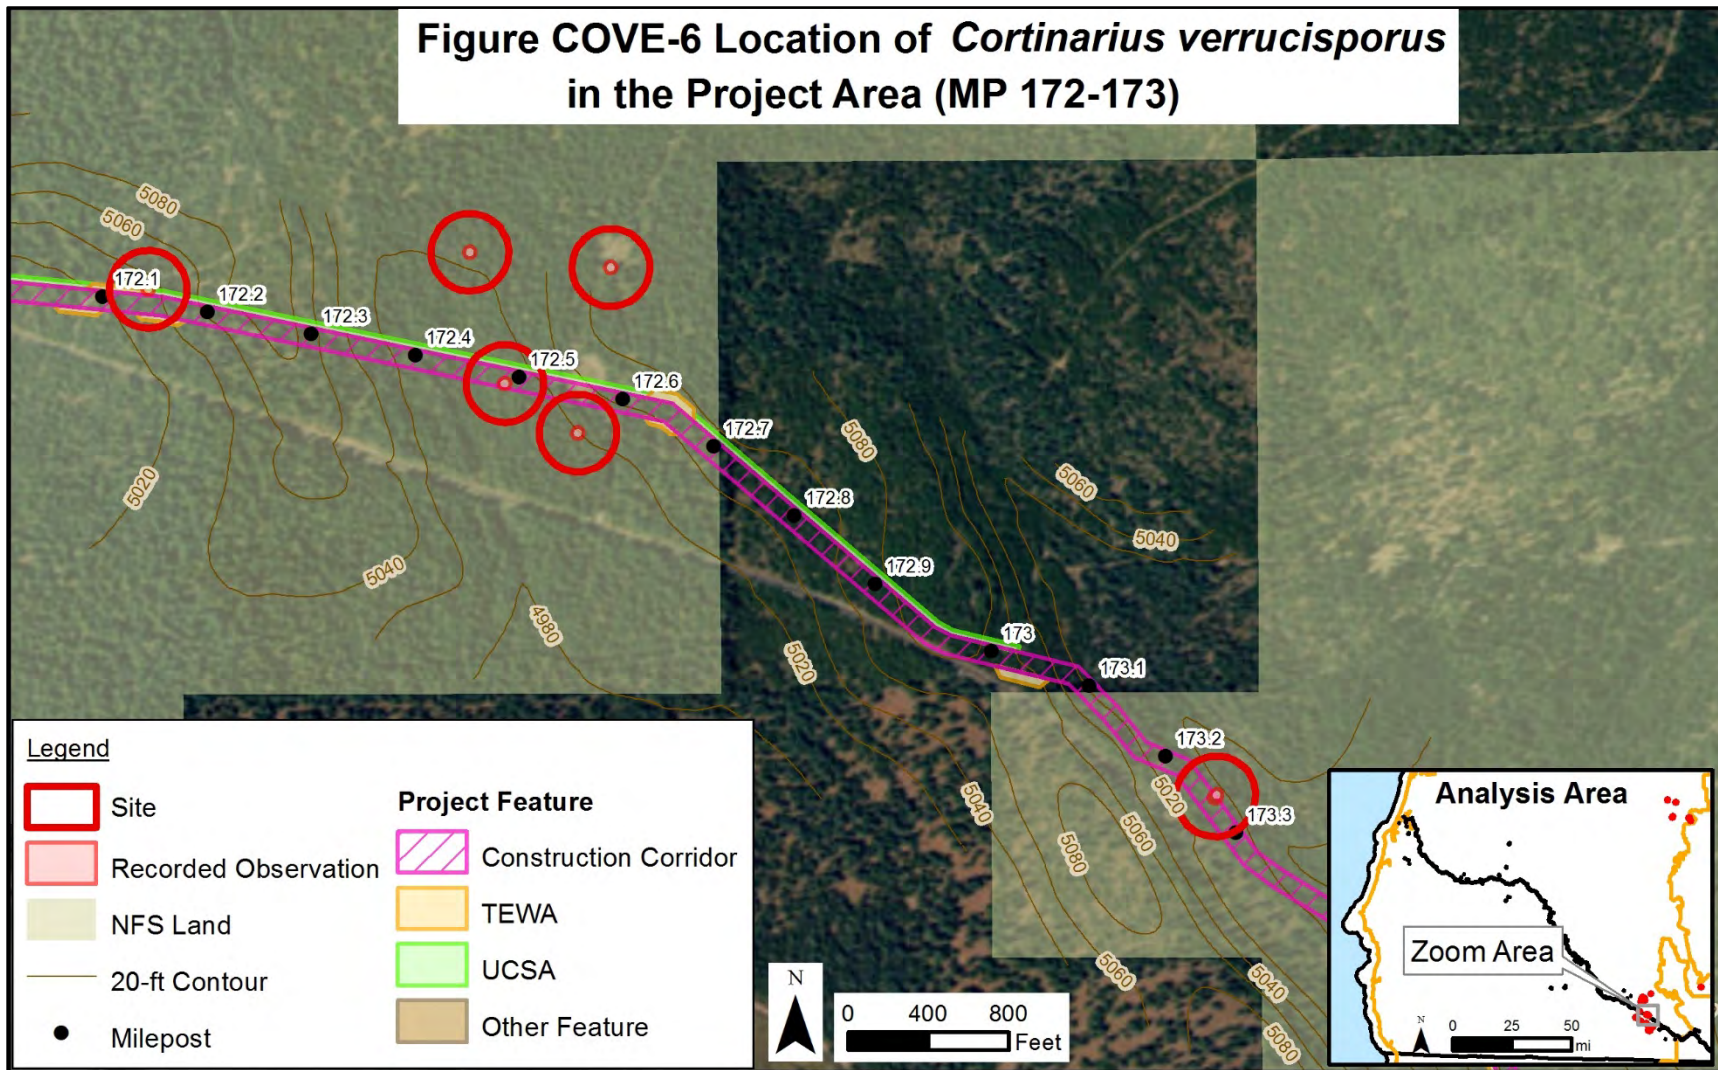 Figure COVE-6 Location of Cortinarius verrucisporus
in the Project Area (MP 172-173)
5080
5060
172.1
172.2
172.3
172.4
172.5
172.6
172.7
5080
5060
5020
172.8
5040
5040
172.9
4980
5020
173
173.1
173.2
5020
5040
173.3
5060
5080
5060
5040
5080
Legend
Site
Recorded Observation
NFS Land
20-ft Contour
Milepost
Project Feature
Construction Corridor
TEWA
UCSA
Other Feature
N
0 400 800
Feet
Analysis Area
Zoom Area
N
0 25 50
mi